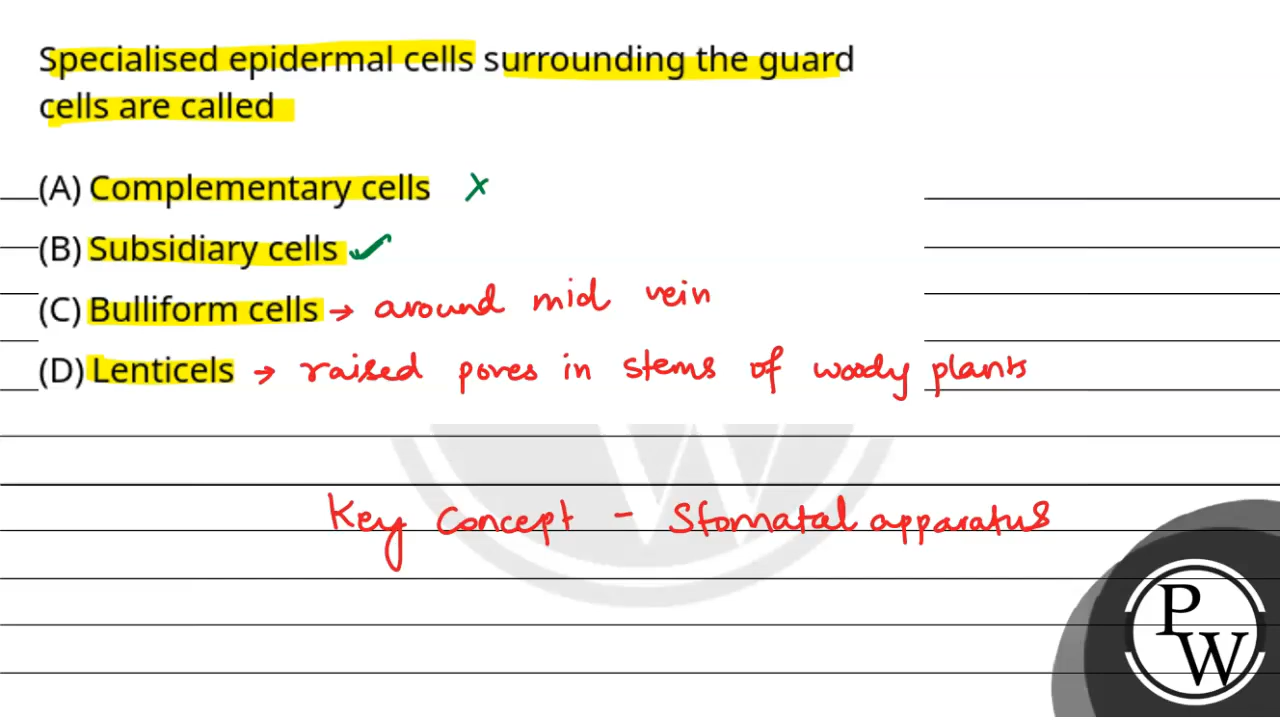 Specialised epidermal cells surrounding the guard
cells are called
(A) Complementary cells ✗
(B) Subsidiary cells ✓
(C) Bulliform cells → around mid vein
(D) Lenticels → raised pores in stems of woody plants
Key Concept - Stomatal apparatus
PW